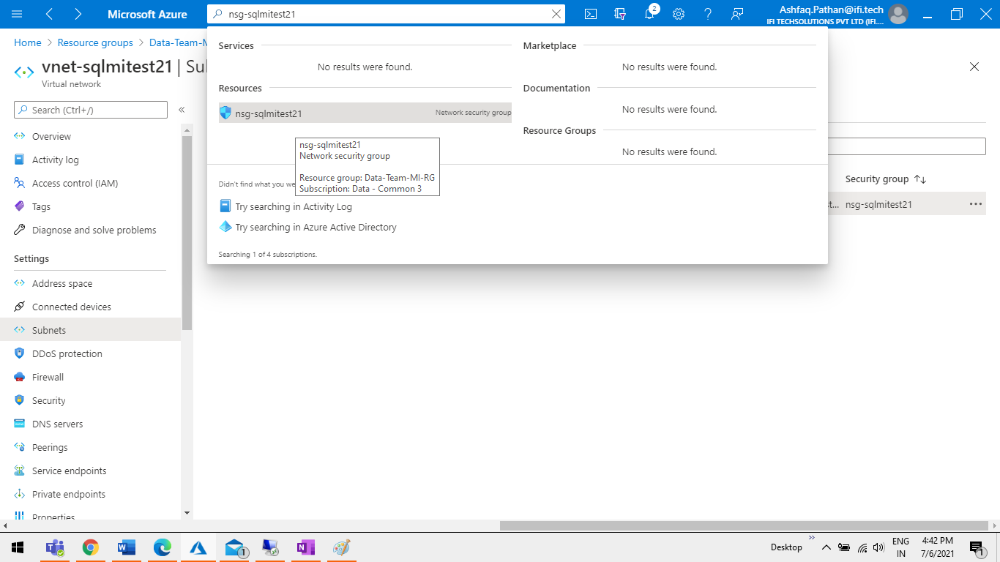 Microsoft Azure
nsg-sqlmitest21
2
Ashfaq.Pathan@ifi.tech
IFI TECHSOLUTIONS PVT LTD (IFI....
Home > Resource groups > Data-Team-M
vnet-sqlmitest21 | Su
Virtual network
Search (Ctrl+/)
«
Overview
Activity log
Access control (IAM)
Tags
Diagnose and solve problems
Settings
Address space
Connected devices
Subnets
DDoS protection
Firewall
Security
DNS servers
Peerings
Service endpoints
Private endpoints
Properties
Services
No results were found.
Resources
nsg-sqlmitest21 Network security group
nsg-sqlmitest21
Network security group
Resource group: Data-Team-MI-RG
Subscription: Data - Common 3
Didn't find what you we
Try searching in Activity Log
Try searching in Azure Active Directory
Searching 1 of 4 subscriptions.
Marketplace
No results were found.
Documentation
No results were found.
Resource Groups
No results were found.
Security group ↑↓
st... nsg-sqlmitest21
Desktop
ENG
IN
4:42 PM
7/6/2021
1
1